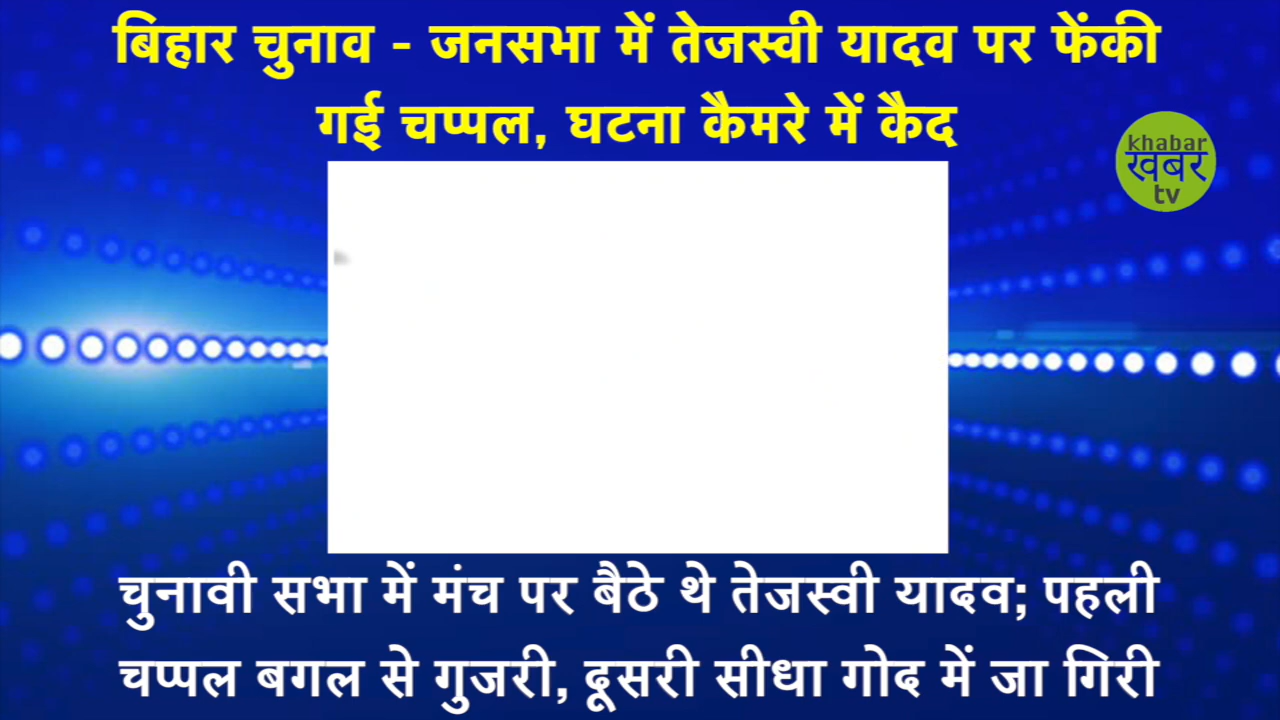 बिहार चुनाव - जनसभा में तेजस्वी यादव पर फेंकी
गई चप्पल, घटना कैमरे में कैद
khabar
खबर
tv
चुनावी सभा में मंच पर बैठे थे तेजस्वी यादव; पहली
चप्पल बगल से गुजरी, दूसरी सीधा गोद में जा गिरी